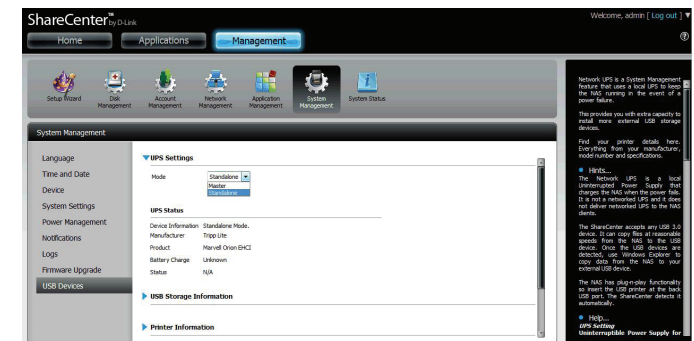 ShareCenter™ by D-Link
Welcome, admin [ Log out ] ▼
Home
Applications
Management
Setup Wizard
Disk Management
Account Management
Network Management
Application Management
System Management
System Status
System Management
Language
Time and Date
Device
System Settings
Power Management
Notifications
Logs
Firmware Upgrade
USB Devices
UPS Settings
Mode
Standalone
Master
Standalone
UPS Status
Device Information Standalone Mode.
Manufacturer Tripp Lite
Product Marvell Orion EHCI
Battery Charge Unknown
Status N/A
USB Storage Information
Printer Information
Network UPS is a System Management
feature that uses a local UPS to keep
the NAS running in the event of a
power failure.
This provides you with extra capacity to
install more external USB storage
devices.
Find your printer details here.
Everything from your manufacturer,
model number and specifications.
Hints...
The Network UPS is a local
Uninterrupted Power Supply that
charges the NAS when the power fails.
It is not a networked UPS and it does
not deliver networked UPS to the NAS
clients.
The ShareCenter accepts any USB 3.0
device. It can copy files at reasonable
speeds from the NAS to the USB
device. Once the USB devices are
detected, use Windows Explorer to
copy data from the NAS to your
external USB device.
The NAS has plug-n-play functionality
so insert the USB printer at the back
USB port. The ShareCenter detects it
automatically.
Help...
UPS Setting
Uninterruptible Power Supply for